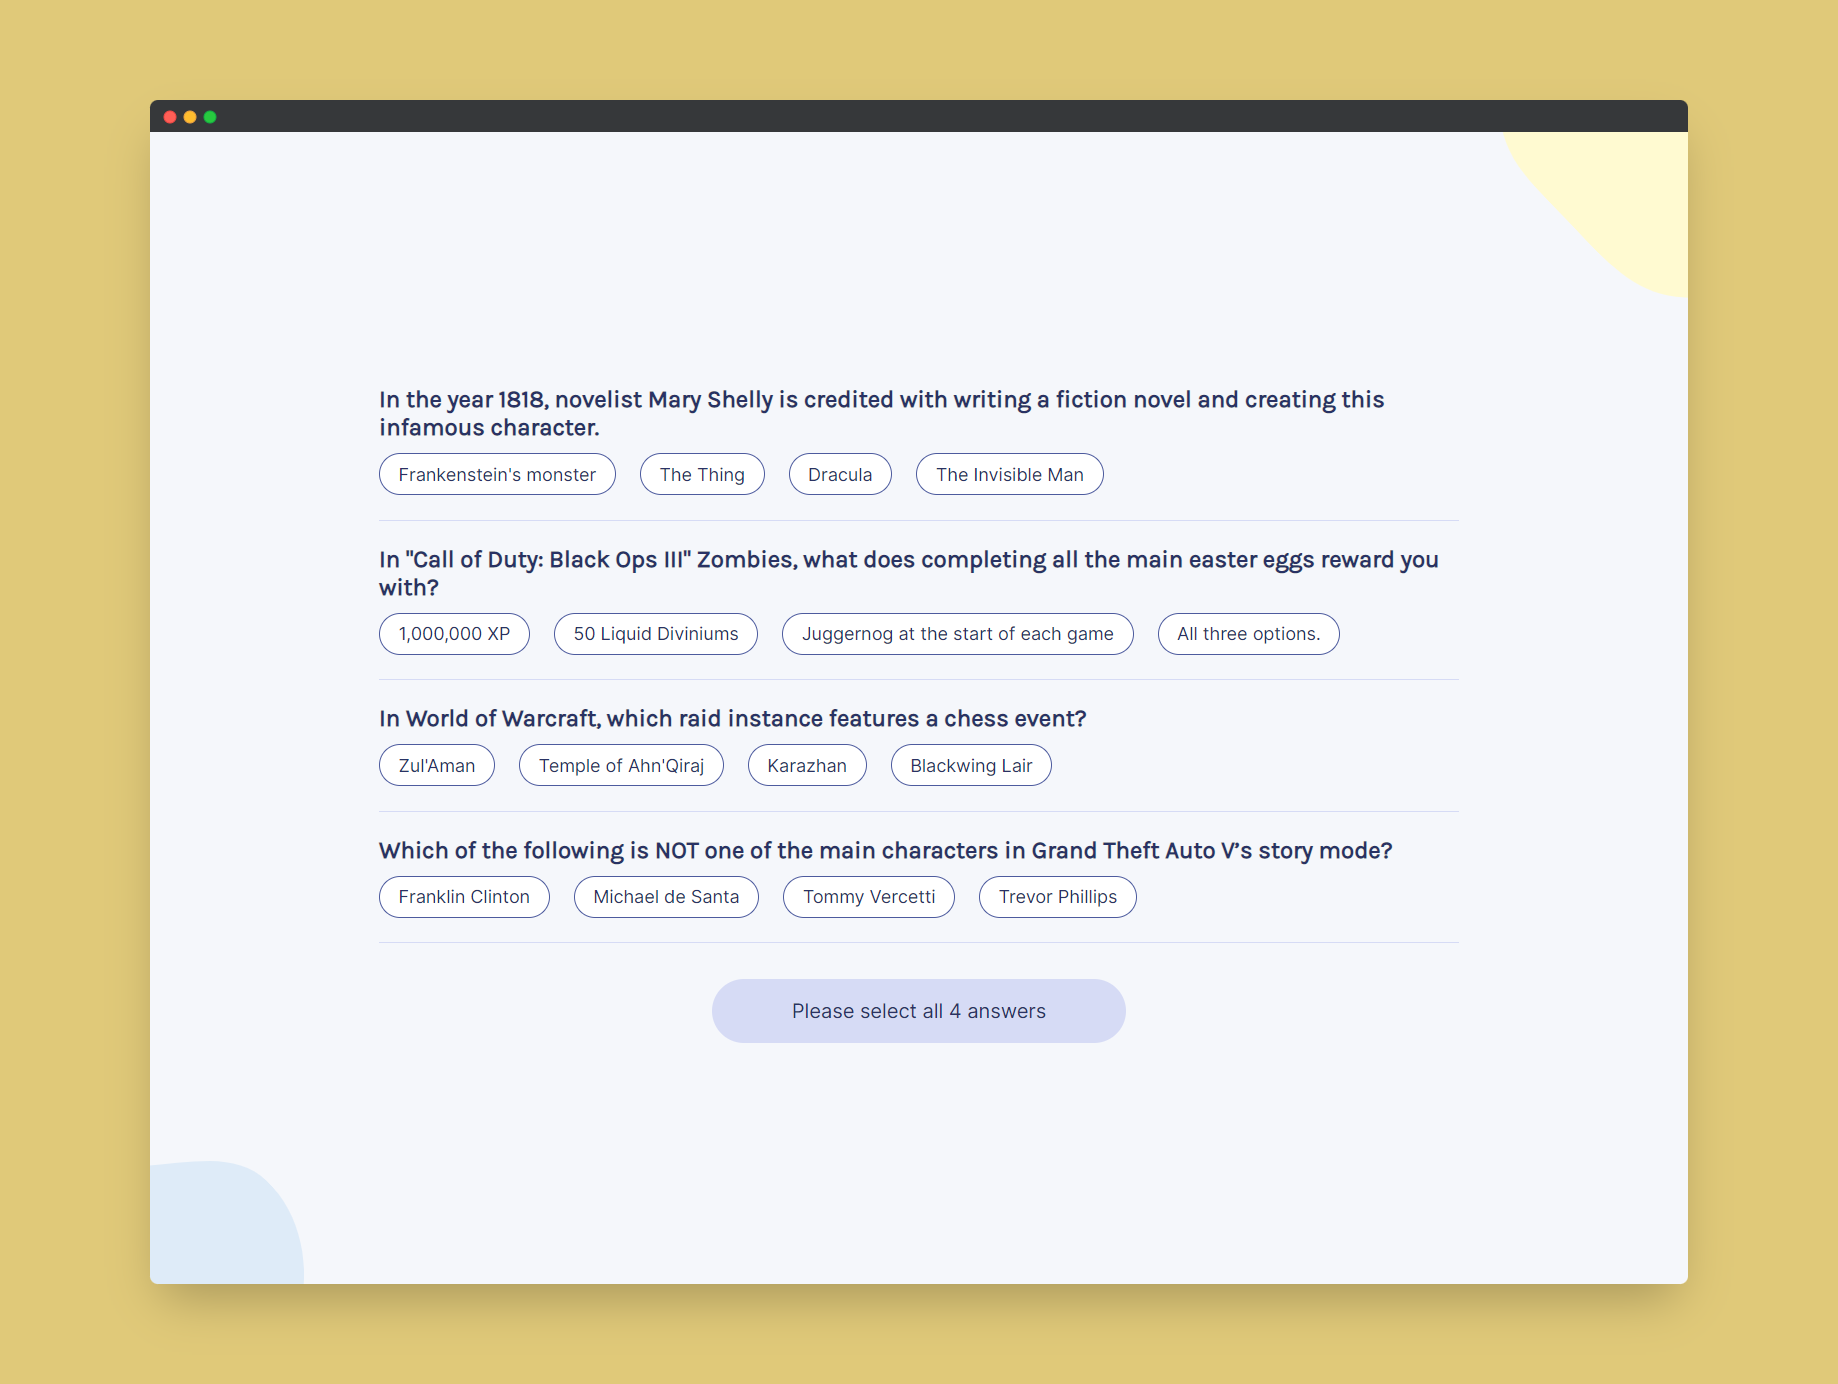 In the year 1818, novelist Mary Shelly is credited with writing a fiction novel and creating this
infamous character.
Frankenstein's monster The Thing Dracula The Invisible Man
In "Call of Duty: Black Ops III" Zombies, what does completing all the main easter eggs reward you
with?
1,000,000 XP 50 Liquid Diviniums Juggernog at the start of each game All three options.
In World of Warcraft, which raid instance features a chess event?
Zul'Aman Temple of Ahn'Qiraj Karazhan Blackwing Lair
Which of the following is NOT one of the main characters in Grand Theft Auto V’s story mode?
Franklin Clinton Michael de Santa Tommy Vercetti Trevor Phillips
Please select all 4 answers